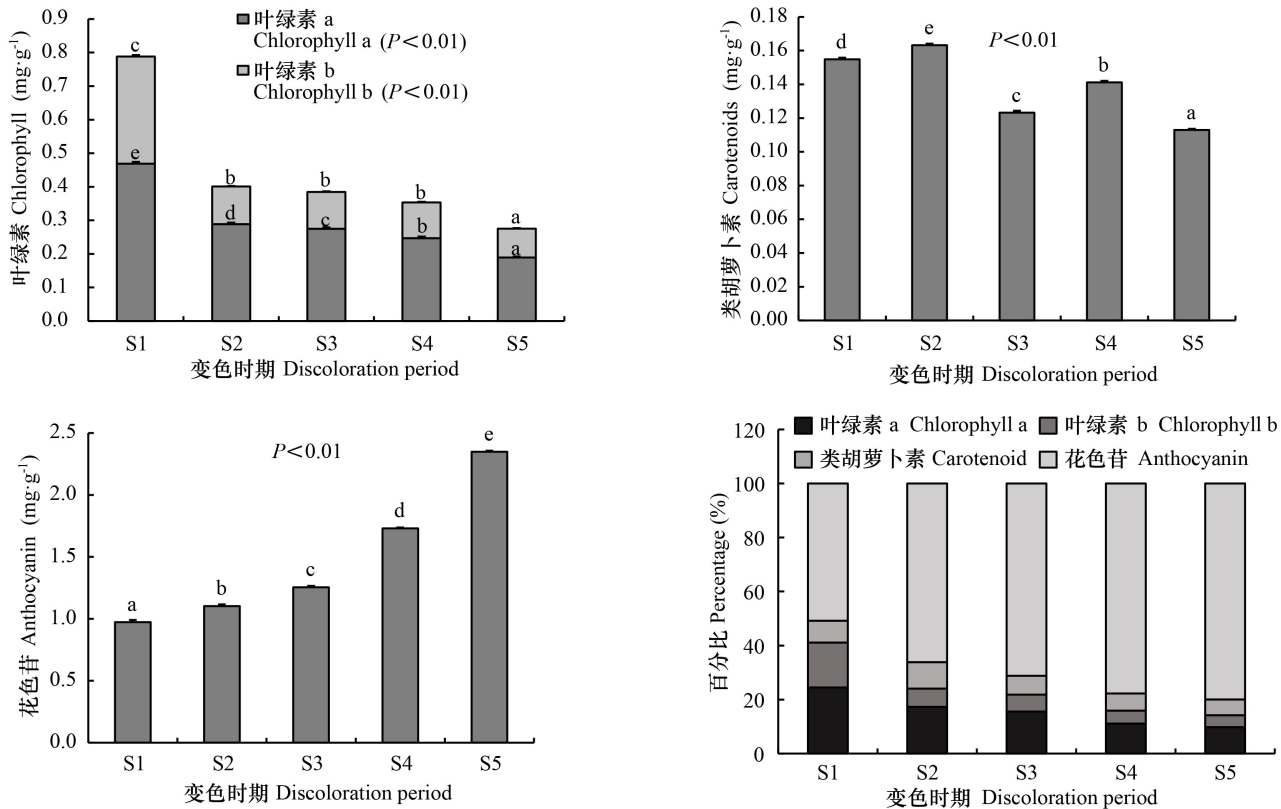 叶绿素 Chlorophyll (mg·g⁻¹)
0.9
0.8
0.7
0.6
0.5
0.4
0.3
0.2
0.1
0.0
叶绿素 a
Chlorophyll a (P<0.01)
叶绿素 b
Chlorophyll b (P<0.01)
c
e
b
d
b
c
b
b
a
a
S1 S2 S3 S4 S5
变色时期 Discoloration period
类胡萝卜素 Carotenoids (mg·g⁻¹)
0.18
0.16
0.14
0.12
0.10
0.08
0.06
0.04
0.02
0.00
P<0.01
d
e
c
b
a
S1 S2 S3 S4 S5
变色时期 Discoloration period
花色苷 Anthocyanin (mg·g⁻¹)
2.5
2.0
1.5
1.0
0.5
0.0
P<0.01
a
b
c
d
e
S1 S2 S3 S4 S5
变色时期 Discoloration period
叶绿素 a Chlorophyll a 叶绿素 b Chlorophyll b
类胡萝卜素 Carotenoid 花色苷 Anthocyanin
百分比 Percentage (%)
120
100
80
60
40
20
0
S1 S2 S3 S4 S5
变色时期 Discoloration period